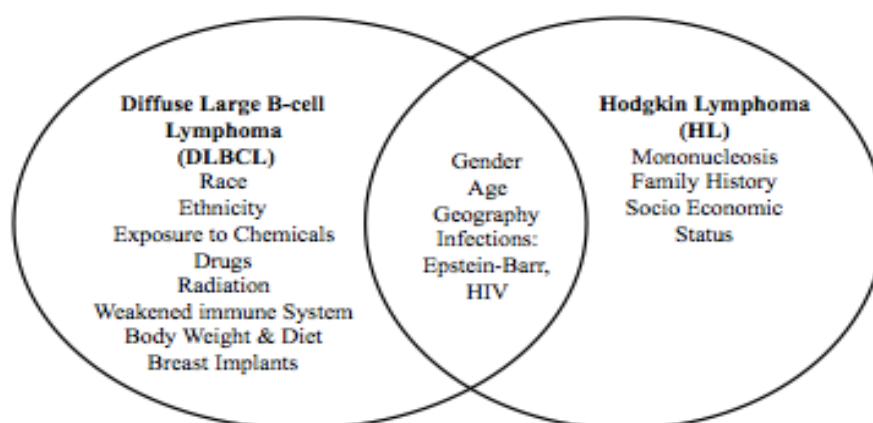 Diffuse Large B-cell
Lymphoma
(DLBCL)
Race
Ethnicity
Exposure to Chemicals
Drugs
Radiation
Weakened immune System
Body Weight & Diet
Breast Implants
Gender
Age
Geography
Infections:
Epstein-Barr,
HIV
Hodgkin Lymphoma
(HL)
Mononucleosis
Family History
Socio Economic
Status